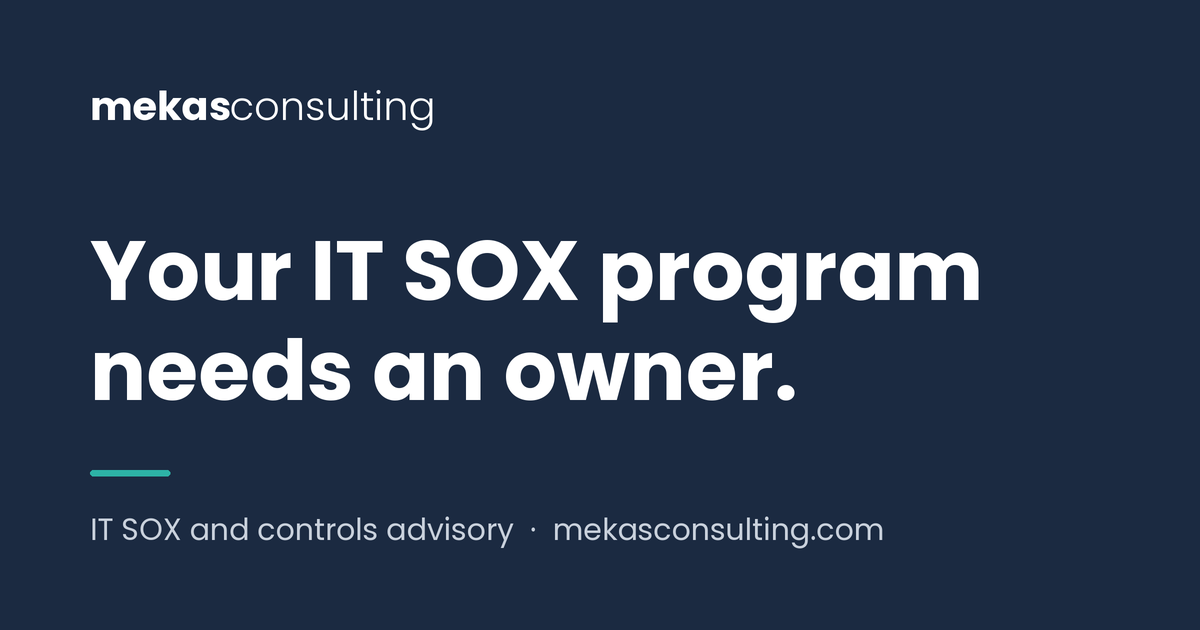 mekasconsulting
Your IT SOX program
needs an owner.
IT SOX and controls advisory · mekasconsulting.com